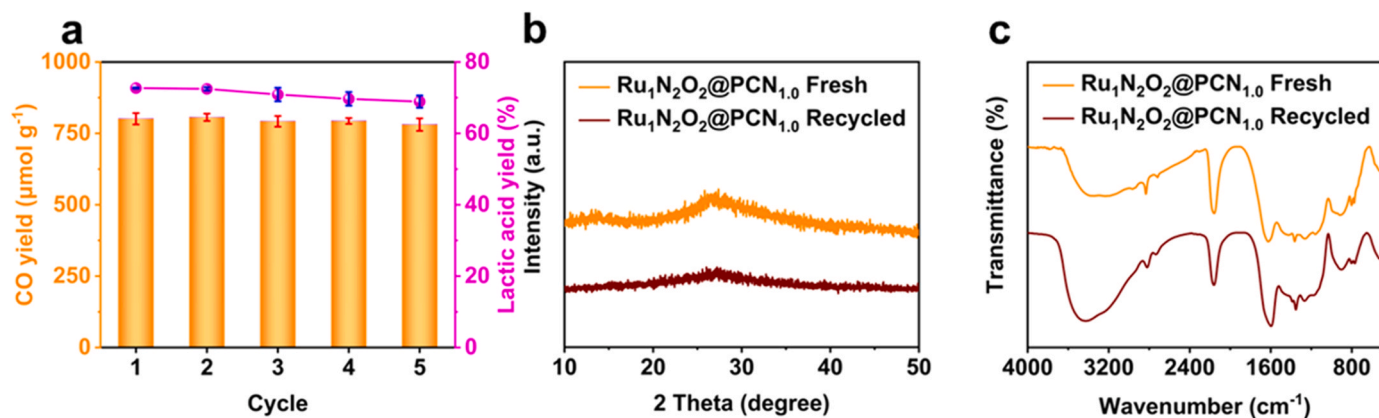 a
1000
750
500
250
0
CO yield (μmol g⁻¹)
80
60
40
20
0
Lactic acid yield (%)
1 2 3 4 5
Cycle
b
Ru₁N₂O₂@PCN₁.₀ Fresh
Ru₁N₂O₂@PCN₁.₀ Recycled
Intensity (a.u.)
10 20 30 40 50
2 Theta (degree)
c
Ru₁N₂O₂@PCN₁.₀ Fresh
Ru₁N₂O₂@PCN₁.₀ Recycled
Transmittance (%)
4000 3200 2400 1600 800
Wavenumber (cm⁻¹)